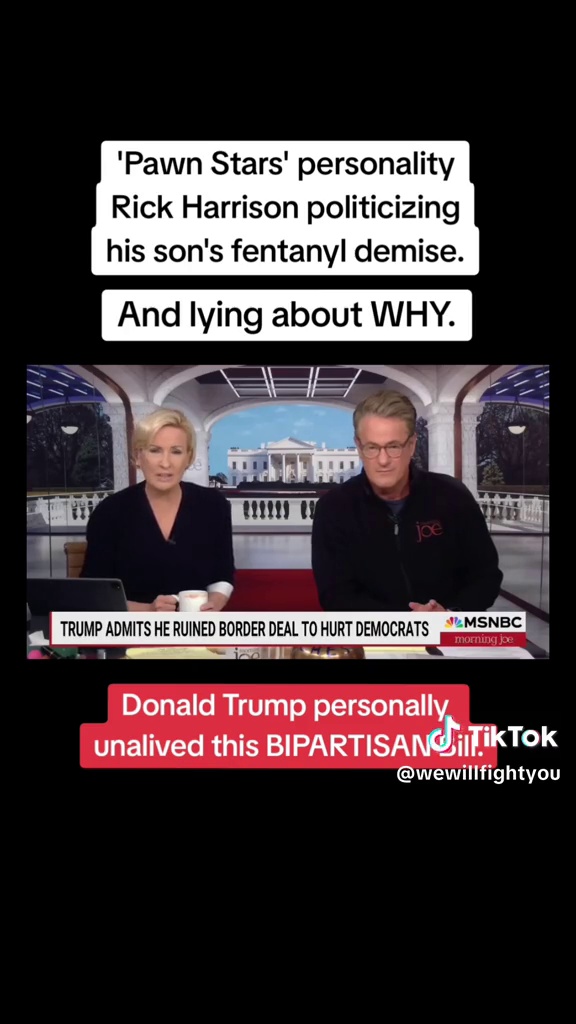 'Pawn Stars' personality
Rick Harrison politicizing
his son's fentanyl demise.
And lying about WHY.
joe
TRUMP ADMITS HE RUINED BORDER DEAL TO HURT DEMOCRATS
MSNBC
morning joe
Donald Trump personally
unalived this BIPARTISAN Bill.
TikTok
@wewillfightyou